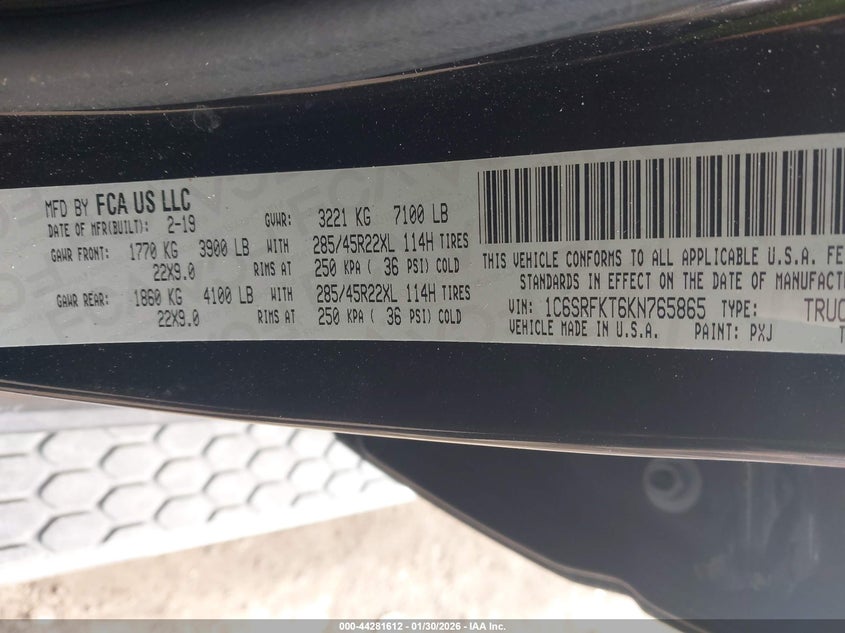 MFD BY FCA US LLC
DATE OF MFR(BUILT): 2-19 GVWR: 3221 KG 7100 LB
GAWR FRONT: 1770 KG 3900 LB WITH 285/45R22XL 114H TIRES
22X9.0 RIMS AT 250 KPA ( 36 PSI) COLD
GAWR REAR: 1860 KG 4100 LB WITH 285/45R22XL 114H TIRES
22X9.0 RIMS AT 250 KPA ( 36 PSI) COLD
THIS VEHICLE CONFORMS TO ALL APPLICABLE U.S.A. FE
STANDARDS IN EFFECT ON THE DATE OF MANUFACTU
VIN: 1C6SRFKT6KN765865 TYPE: TRUC
VEHICLE MADE IN U.S.A. PAINT: PXJ
000-44281612 - 01/30/2026 - IAA Inc.